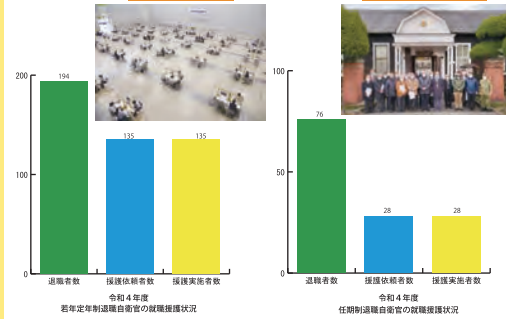 200
194
135
135
100
0
退職者数
援護依頼者数
援護実施者数
令和4年度
若年定年制退職自衛官の就職援護状況
100
76
50
28
28
0
退職者数
援護依頼者数
援護実施者数
令和4年度
任期制退職自衛官の就職援護状況